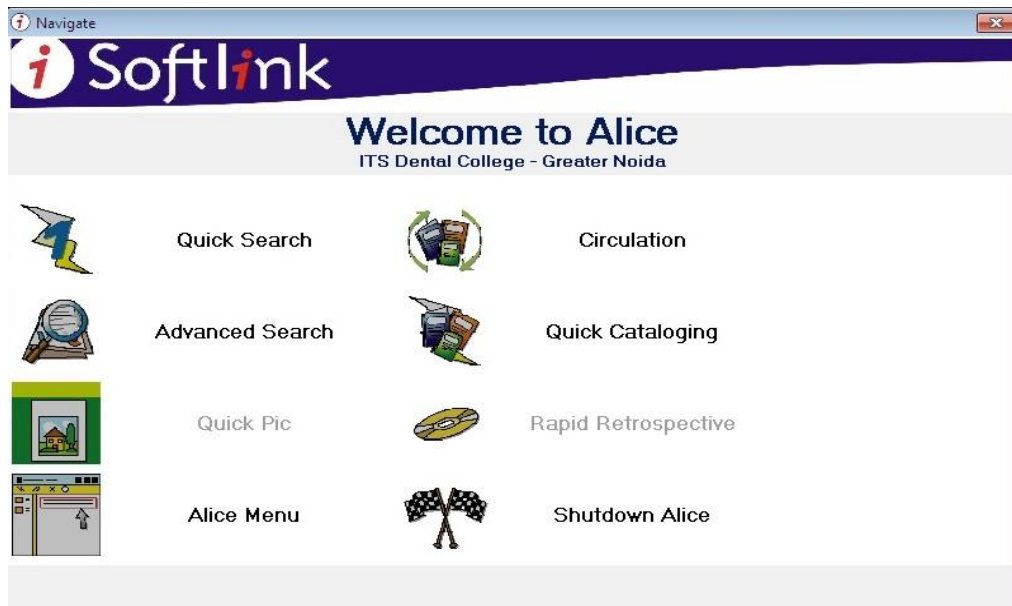 Navigate
i Softlink
Welcome to Alice
ITS Dental College - Greater Noida
Quick Search
Circulation
Advanced Search
Quick Cataloging
Quick Pic
Rapid Retrospective
Alice Menu
Shutdown Alice